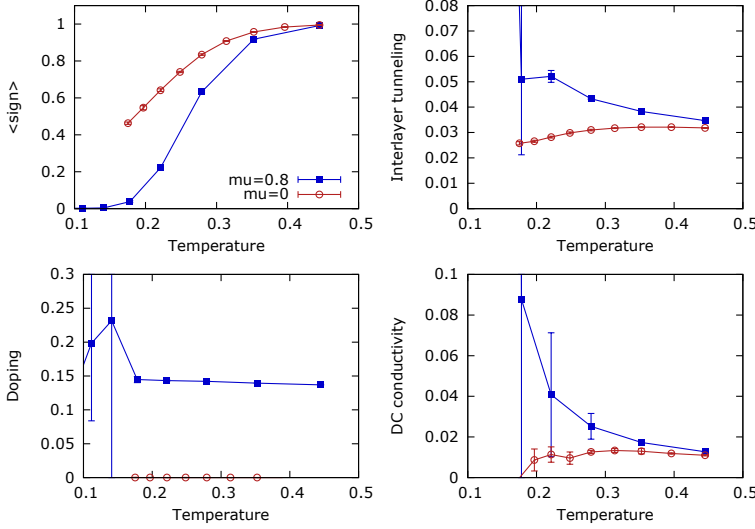 1
0.8
0.6
0.4
0.2
0
<sign>
mu=0.8
mu=0
0.1 0.2 0.3 0.4 0.5
Temperature
0.08
0.07
0.06
0.05
0.04
0.03
0.02
0.01
0
Interlayer tunneling
0.1 0.2 0.3 0.4 0.5
Temperature
0.3
0.25
0.2
0.15
0.1
0.05
0
Doping
0.1 0.2 0.3 0.4 0.5
Temperature
0.1
0.08
0.06
0.04
0.02
0
DC conductivity
0.1 0.2 0.3 0.4 0.5
Temperature